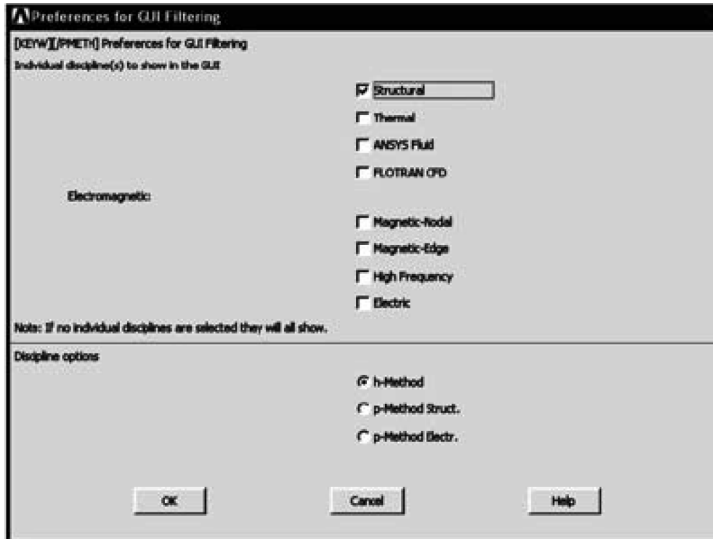 Preferences for GUI Filtering
[KEYW][/PMETH] Preferences for GUI Filtering
Individual discipline(s) to show in the GUI
Structural
Thermal
ANSYS Fluid
FLOTRAN CFD
Electromagnetic:
Magnetic-Nodal
Magnetic-Edge
High Frequency
Electric
Note: If no individual disciplines are selected they will all show.
Discipline options
h-Method
p-Method Struct.
p-Method Electr.
OK Cancel Help